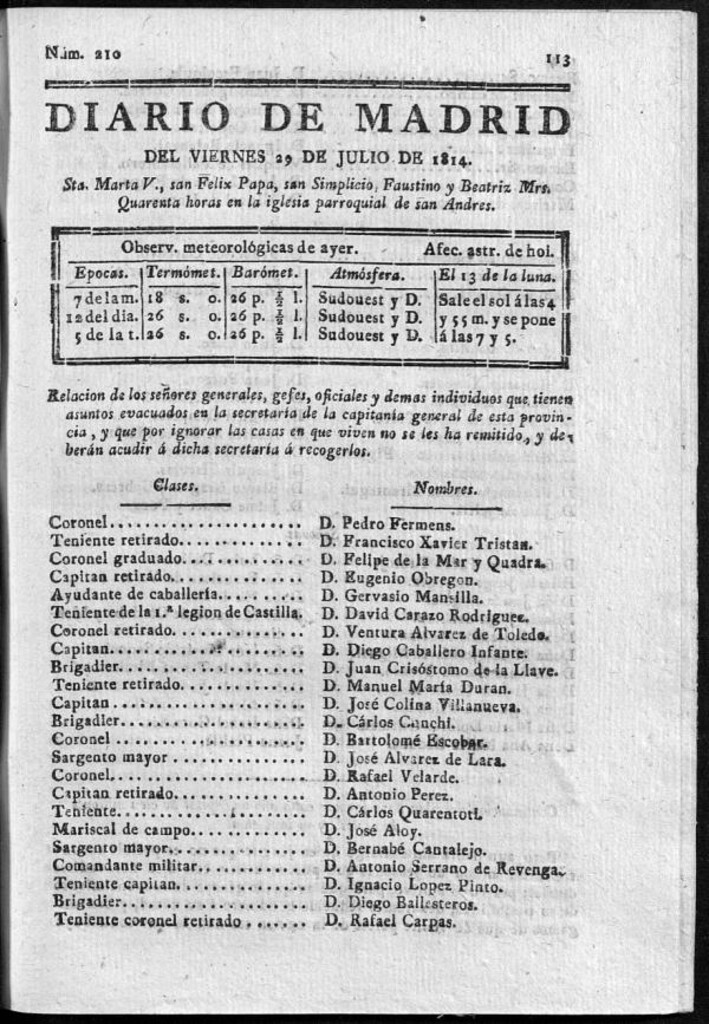 Núm. 210 113
DIARIO DE MADRID
DEL VIERNES 29 DE JULIO DE 1814.
Sta. Marta V., san Felix Papa, san Simplicio, Faustino y Beatriz Mrs.
Quarenta horas en la iglesia parroquial de san Andres.
Observ. meteorológicas de ayer. Afec. astr. de hoi.
Epocas. Termómet. Barómet. Atmósfera. El 13 de la luna.
7 de la m. 18 s. o. 26 p. ½ l. Sudouest y D. Sale el sol á las 4
12 del dia. 26 s. o. 26 p. ½ l. Sudouest y D. y 55 m. y se pone
5 de la t. 26 s. o. 26 p. ½ l. Sudouest y D. á las 7 y 5.
Relacion de los señores generales, gefes, oficiales y demas individuos que tienen
asuntos evacuados en la secretaría de la capitanía general de esta provin-
cia, y que por ignorar las casas en que viven no se les ha remitido, y de-
berán acudir á dicha secretaría á recogerlos.
Clases. Nombres.
Coronel...................... D. Pedro Fermens.
Teniente retirado............. D. Francisco Xavier Tristan.
Coronel graduado............. D. Felipe de la Mar y Quadra.
Capitan retirado.............. D. Eugenio Obregon.
Ayudante de caballería......... D. Gervasio Mansilla.
Teniente de la 1.ª legion de Castilla. D. David Carazo Rodriguez.
Coronel retirado.............. D. Ventura Alvarez de Toledo.
Capitan..................... D. Diego Caballero Infante.
Brigadier.................... D. Juan Crisóstomo de la Llave.
Teniente retirado............. D. Manuel María Duran.
Capitan..................... D. José Colina Villanueva.
Brigadier.................... D. Cárlos Cunchi.
Coronel..................... D. Bartolomé Escobar.
Sargento mayor.............. D. José Alvarez de Lara.
Coronel..................... D. Rafael Velarde.
Capitan retirado.............. D. Antonio Perez.
Teniente..................... D. Cárlos Quarentoti.
Mariscal de campo............ D. José Aloy.
Sargento mayor.............. D. Bernabé Cantalejo.
Comandante militar........... D. Antonio Serrano de Revenga.
Teniente capitan.............. D. Ignacio Lopez Pinto.
Brigadier.................... D. Diego Ballesteros.
Teniente coronel retirado....... D. Rafael Carpas.